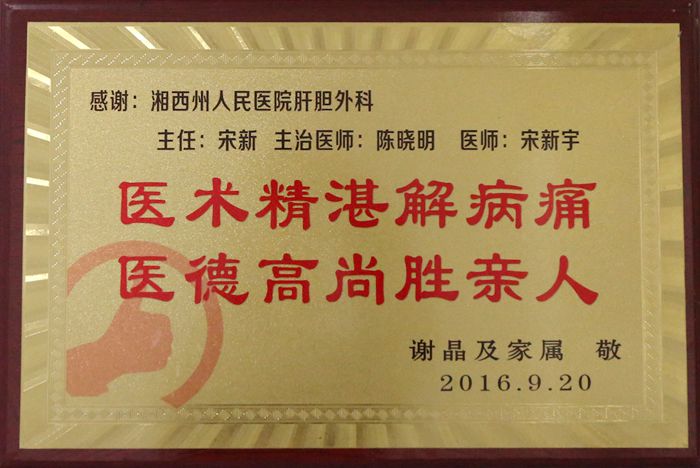 感谢：湘西州人民医院肝胆外科
主任：宋新 主治医师：陈晓明 医师：宋新宇
医术精湛解病痛
医德高尚胜亲人
谢晶及家属 敬
2016.9.20